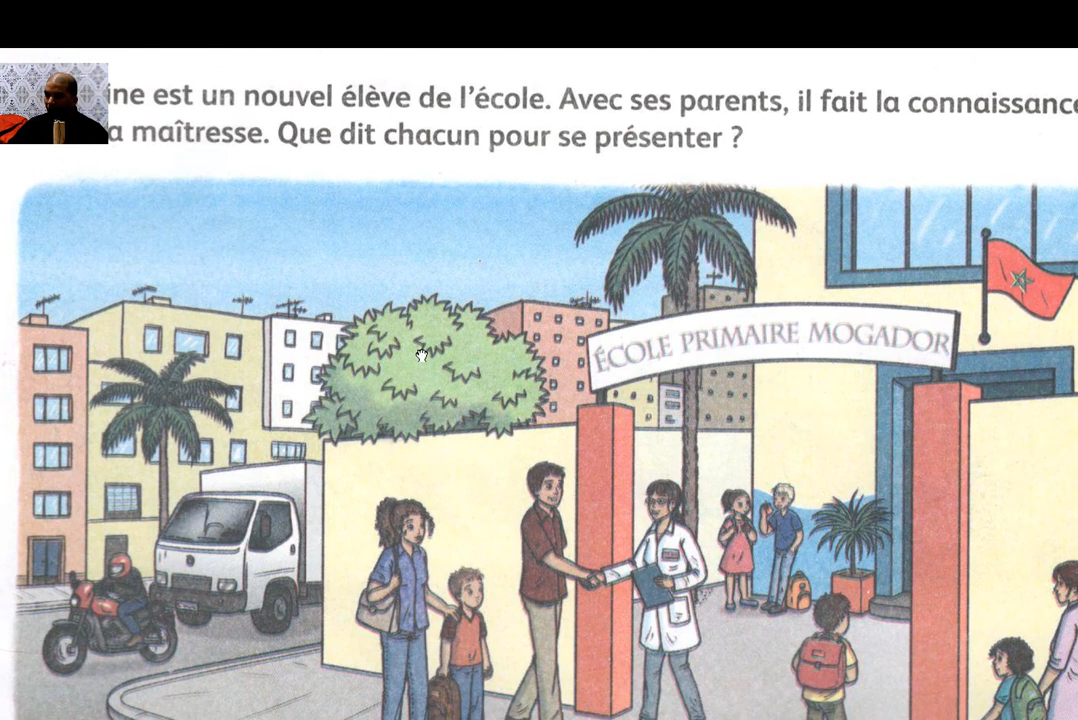 ine est un nouvel élève de l'école. Avec ses parents, il fait la connaissance
a maîtresse. Que dit chacun pour se présenter ?
ÉCOLE PRIMAIRE MOGADOR